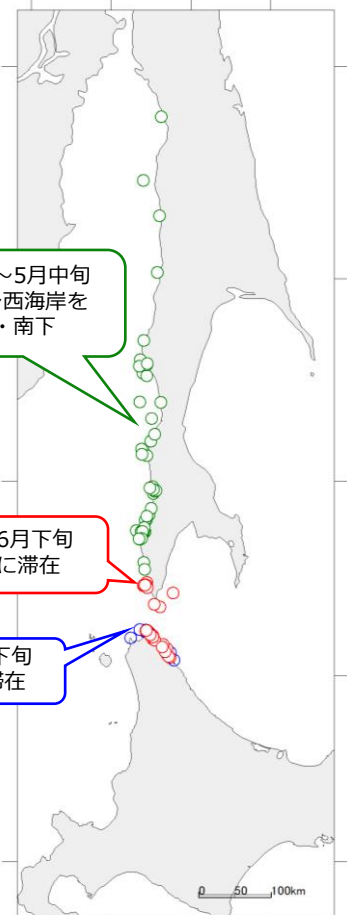 ～5月中旬
西海岸を
・南下
6月下旬
に滞在
下旬
滞在
0 50 100km